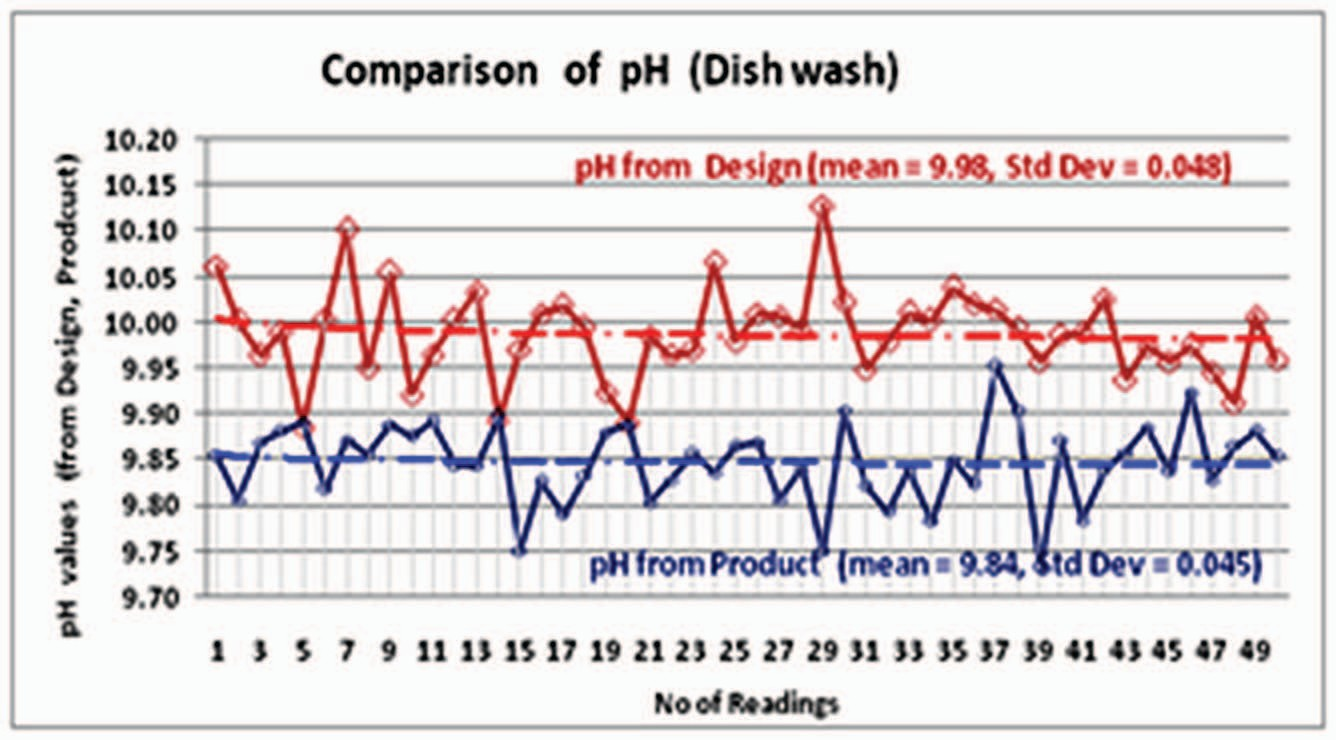 Comparison of pH (Dish wash)
pH values (from Design, Prodcuct)
10.20
10.15
10.10
10.05
10.00
9.95
9.90
9.85
9.80
9.75
9.70
pH from Design (mean = 9.98, Std Dev = 0.048)
pH from Product (mean = 9.84, Std Dev = 0.045)
1 3 5 7 9 11 13 15 17 19 21 23 25 27 29 31 33 35 37 39 41 43 45 47 49
No of Readings